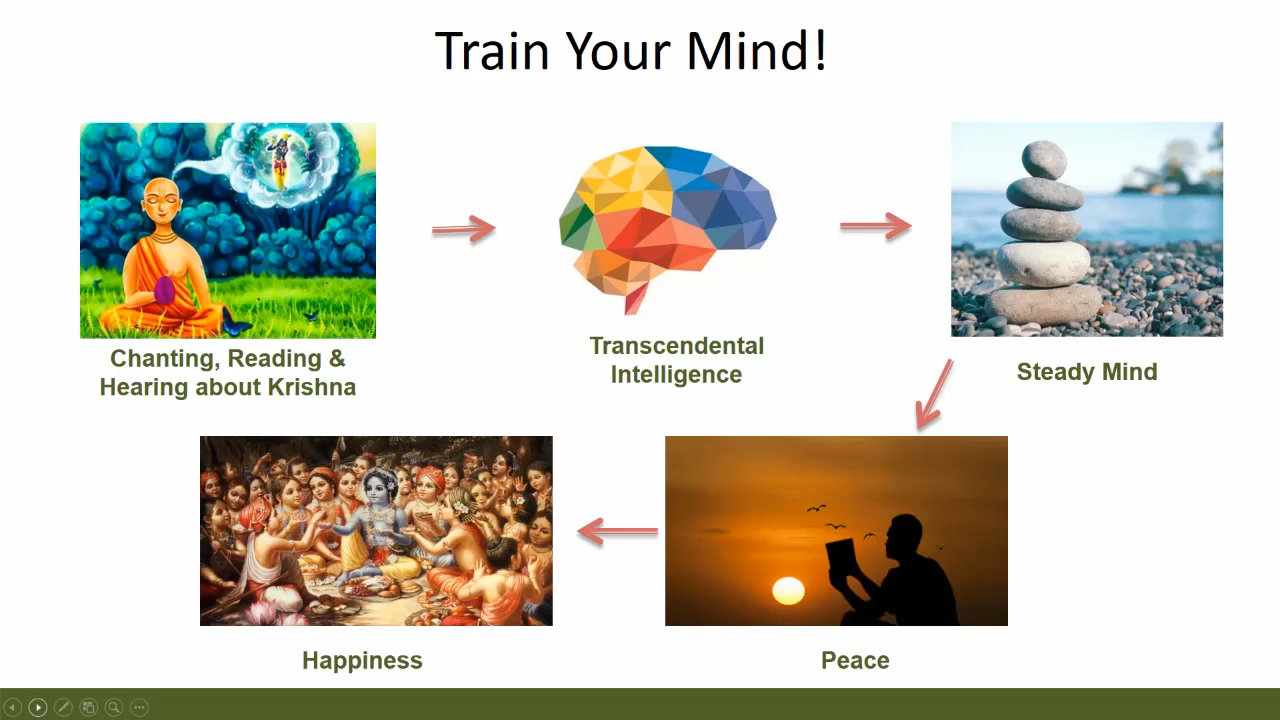 Train Your Mind!
Chanting, Reading &
Hearing about Krishna
Transcendental
Intelligence
Steady Mind
Happiness
Peace